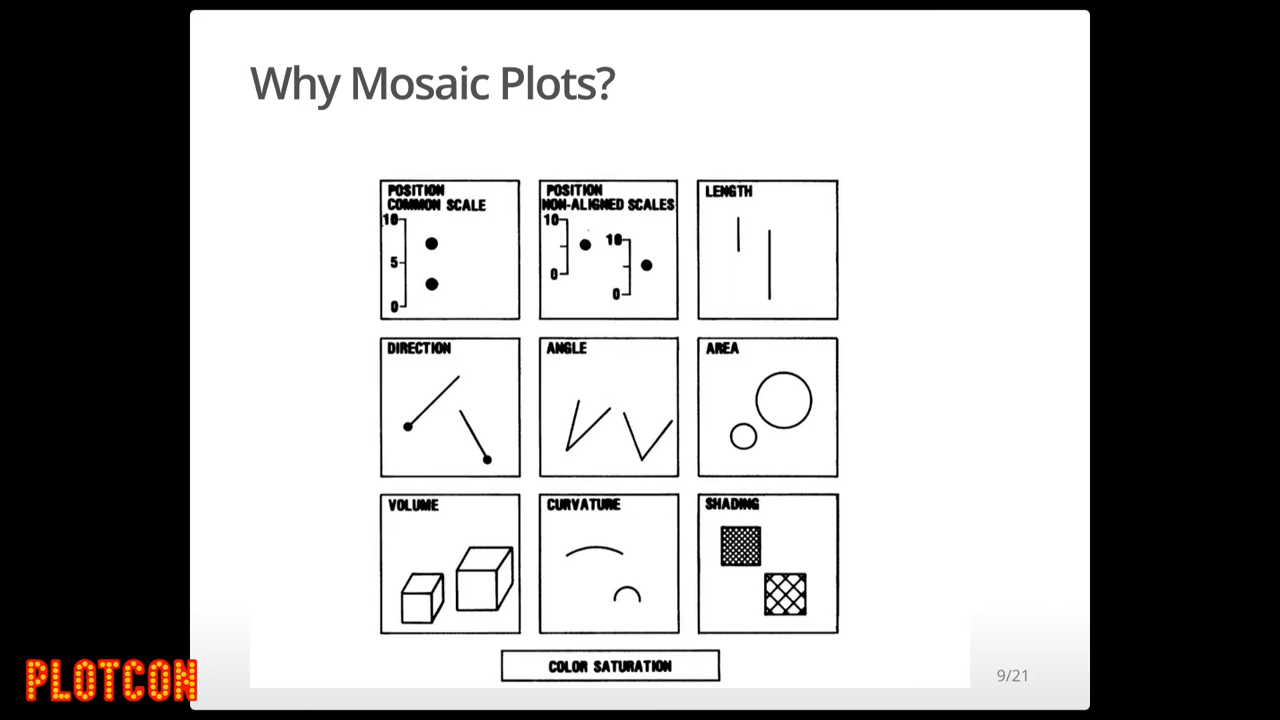 Why Mosaic Plots?
POSITION
COMMON SCALE
10
5
0
POSITION
NON-ALIGNED SCALES
10
0
10
0
LENGTH
DIRECTION
ANGLE
AREA
VOLUME
CURVATURE
SHADING
COLOR SATURATION
PLOTCON
9/21